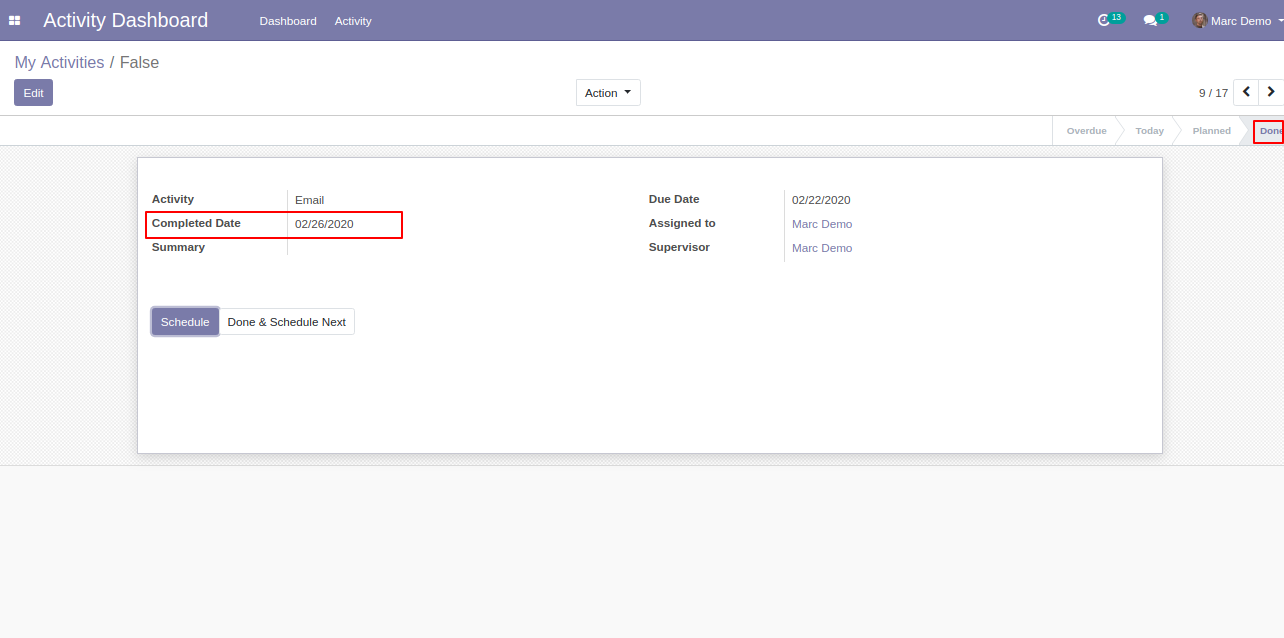 Activity Dashboard Dashboard Activity 13 1 Marc Demo
My Activities / False
Edit Action 9 / 17
Overdue Today Planned Done
Activity Email Due Date 02/22/2020
Completed Date 02/26/2020 Assigned to Marc Demo
Summary Supervisor Marc Demo
Schedule Done & Schedule Next